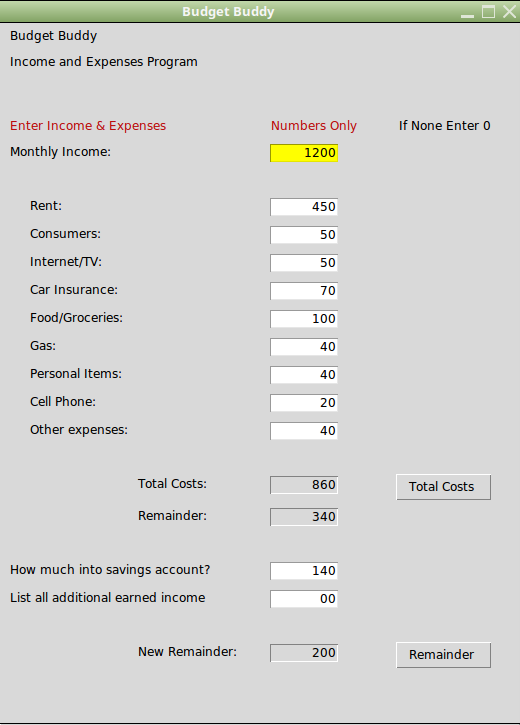 Budget Buddy
Budget Buddy
Income and Expenses Program
Enter Income & Expenses Numbers Only If None Enter 0
Monthly Income: 1200
Rent: 450
Consumers: 50
Internet/TV: 50
Car Insurance: 70
Food/Groceries: 100
Gas: 40
Personal Items: 40
Cell Phone: 20
Other expenses: 40
Total Costs: 860 Total Costs
Remainder: 340
How much into savings account? 140
List all additional earned income 00
New Remainder: 200 Remainder